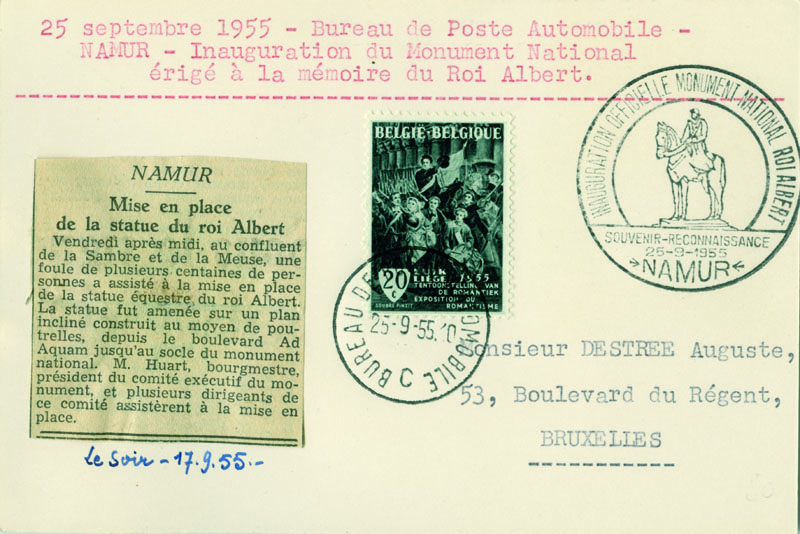 25 septembre 1955 - Bureau de Poste Automobile -
NAMUR - Inauguration du Monument National
érigé à la mémoire du Roi Albert.
INAUGURATION OFFICIELLE MONUMENT NATIONAL ROI ALBERT
SOUVENIR-RECONNAISSANCE
25-9-1955
NAMUR
BELGIË-BELGIQUE
20
c
LUIK
LIÈGE 1955
TENTOONSTELLING VAN
DE ROMANTIEK
EXPOSITION DU
ROMANTISME
BUREAU DE
OMOBILE
25-9-55.10
C
NAMUR
Mise en place
de la statue du roi Albert
Vendredi après midi, au confluent
de la Sambre et de la Meuse, une
foule de plusieurs centaines de per-
sonnes a assisté à la mise en place
de la statue équestre du roi Albert.
La statue fut amenée sur un plan
incliné construit au moyen de pou-
trelles, depuis le boulevard Ad
Aquam jusqu'au socle du monument
national. M. Huart, bourgmestre,
président du comité exécutif du mo-
nument, et plusieurs dirigeants de
ce comité assistèrent à la mise en
place.
Le Soir - 17.9.55.-
Monsieur DESTREE Auguste,
53, Boulevard du Régent,
BRUXELLES